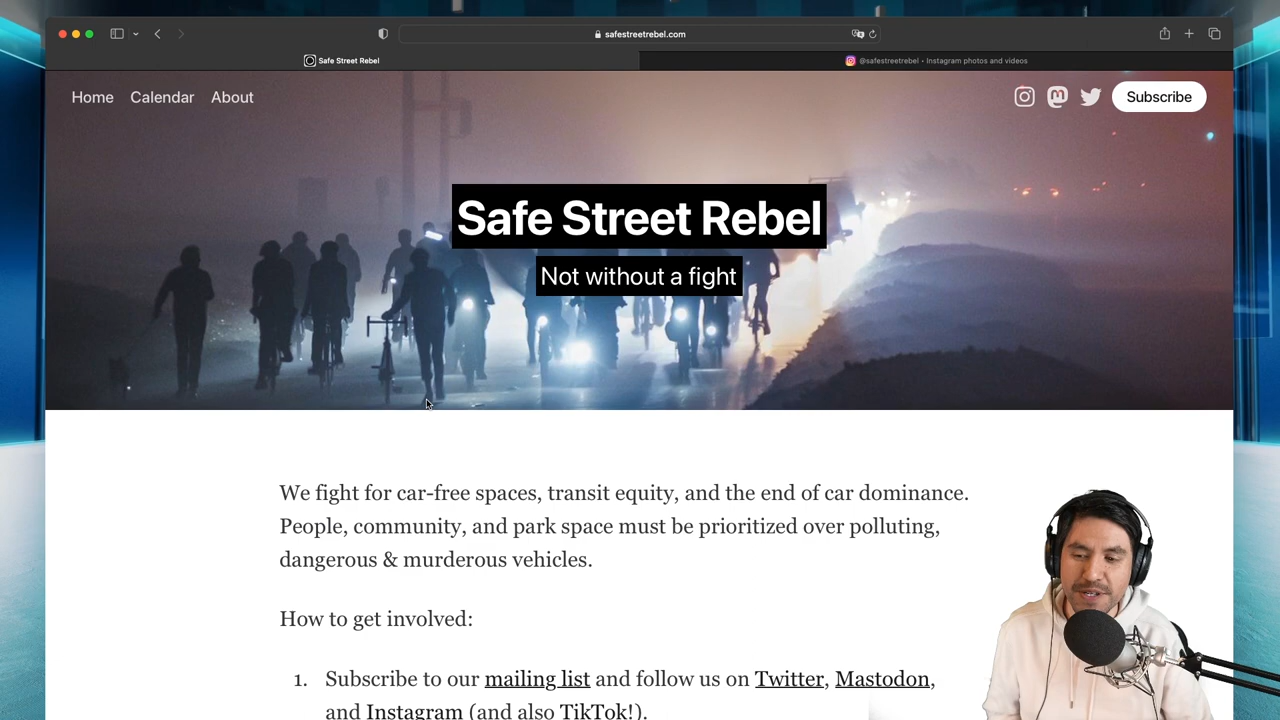 safestreetrebel.com
Safe Street Rebel
@safestreetrebel • Instagram photos and videos
Home Calendar About
Subscribe
Safe Street Rebel
Not without a fight
We fight for car-free spaces, transit equity, and the end of car dominance.
People, community, and park space must be prioritized over polluting,
dangerous & murderous vehicles.
How to get involved:
1. Subscribe to our mailing list and follow us on Twitter, Mastodon,
and Instagram (and also TikTok!).